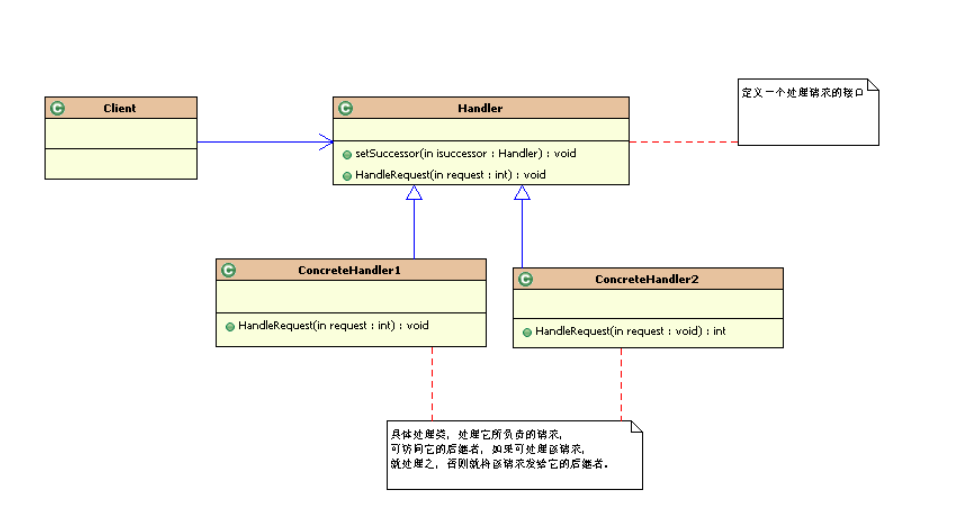 Client
Handler
setSuccessor(in isuccessor : Handler) : void
HandleRequest(in request : int) : void
定义一个处理请求的接口
ConcreteHandler1
HandleRequest(in request : int) : void
ConcreteHandler2
HandleRequest(in request : void) : int
具体处理类，处理它所负责的请求，
可访问它的后继者，如果可处理该请求，
就处理之，否则就将该请求发给它的后继者.